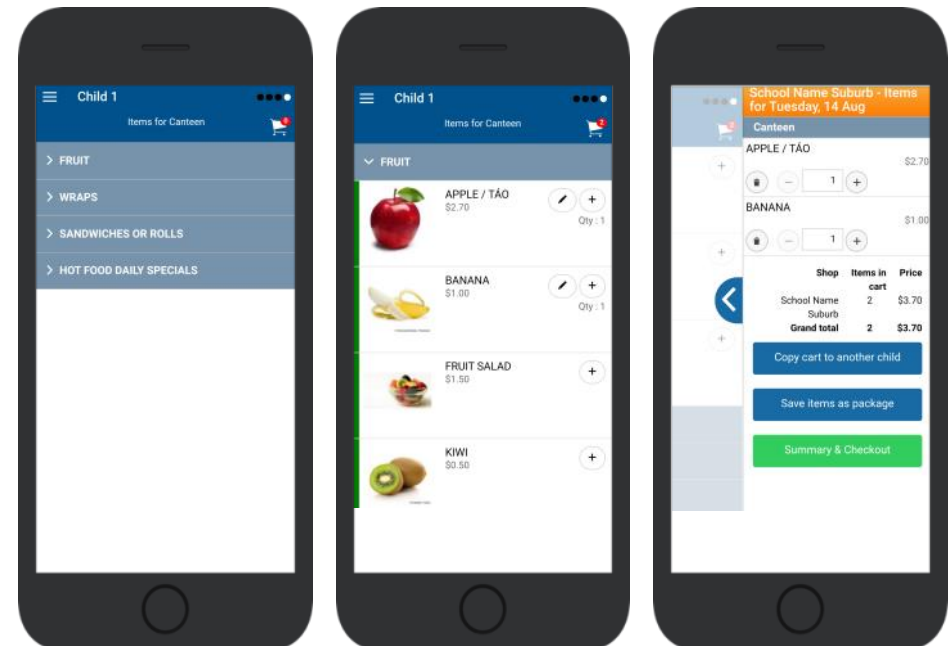 Child 1
Items for Canteen
FRUIT
WRAPS
SANDWICHES OR ROLLS
HOT FOOD DAILY SPECIALS
Child 1
Items for Canteen
2
FRUIT
APPLE / TÁO
$2.70
Qty : 1
BANANA
$1.00
Qty : 1
FRUIT SALAD
$1.50
KIWI
$0.50
School Name Suburb - Items
for Tuesday, 14 Aug
Canteen
APPLE / TÁO
$2.70
1
BANANA
$1.00
1
Shop Items in Price
cart
School Name 2 $3.70
Suburb
Grand total 2 $3.70
Copy cart to another child
Save items as package
Summary & Checkout